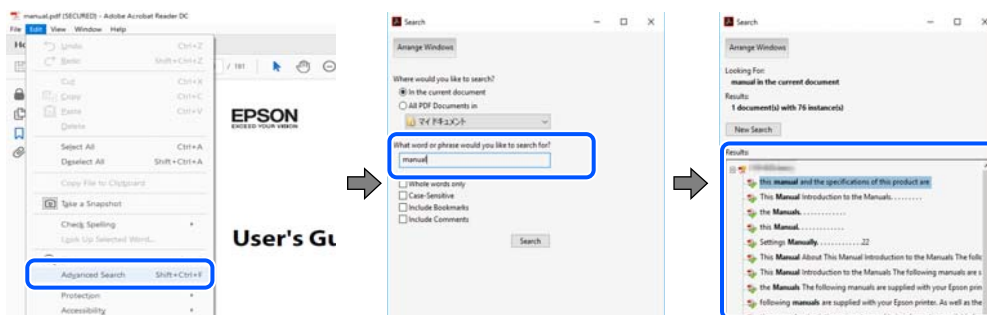 manual.pdf (SECURED) - Adobe Acrobat Reader DC
File Edit View Window Help
Undo Ctrl+Z
Redo Shift+Ctrl+Z
Cut Ctrl+X
Copy Ctrl+C
Paste Ctrl+V
Delete
Select All Ctrl+A
Deselect All Shift+Ctrl+A
Copy File to Clipboard
Take a Snapshot
Check Spelling
Look Up Selected Word...
Advanced Search Shift+Ctrl+F
Protection
Accessibility
/ 191
EPSON
EXCEED YOUR VISION
User's Gu
Search
Arrange Windows
Where would you like to search?
In the current document
All PDF Documents in
マイ ドキュメント
What word or phrase would you like to search for?
manual
Whole words only
Case-Sensitive
Include Bookmarks
Include Comments
Search
Search
Arrange Windows
Looking For:
manual in the current document
Results:
1 document(s) with 76 instance(s)
New Search
Results:
this manual and the specifications of this product are
This Manual Introduction to the Manuals. . . . . . . . .
the Manuals. . . . . . . . . . . .
this Manual. . . . . . . . . . . .
Settings Manually. . . . . . . . . . . .22
This Manual About This Manual Introduction to the Manuals The follo
This Manual Introduction to the Manuals The following manuals are s
the Manuals The following manuals are supplied with your Epson prin
following manuals are supplied with your Epson printer. As well as the